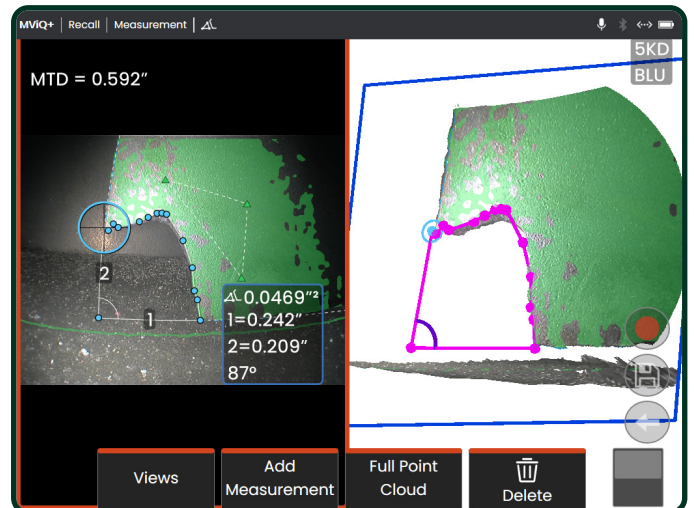 MViQ+ | Recall | Measurement |
5KD
BLU
MTD = 0.592”
2
1
0.0469”²
1=0.242”
2=0.209”
87°
Views
Add
Measurement
Full Point
Cloud
Delete